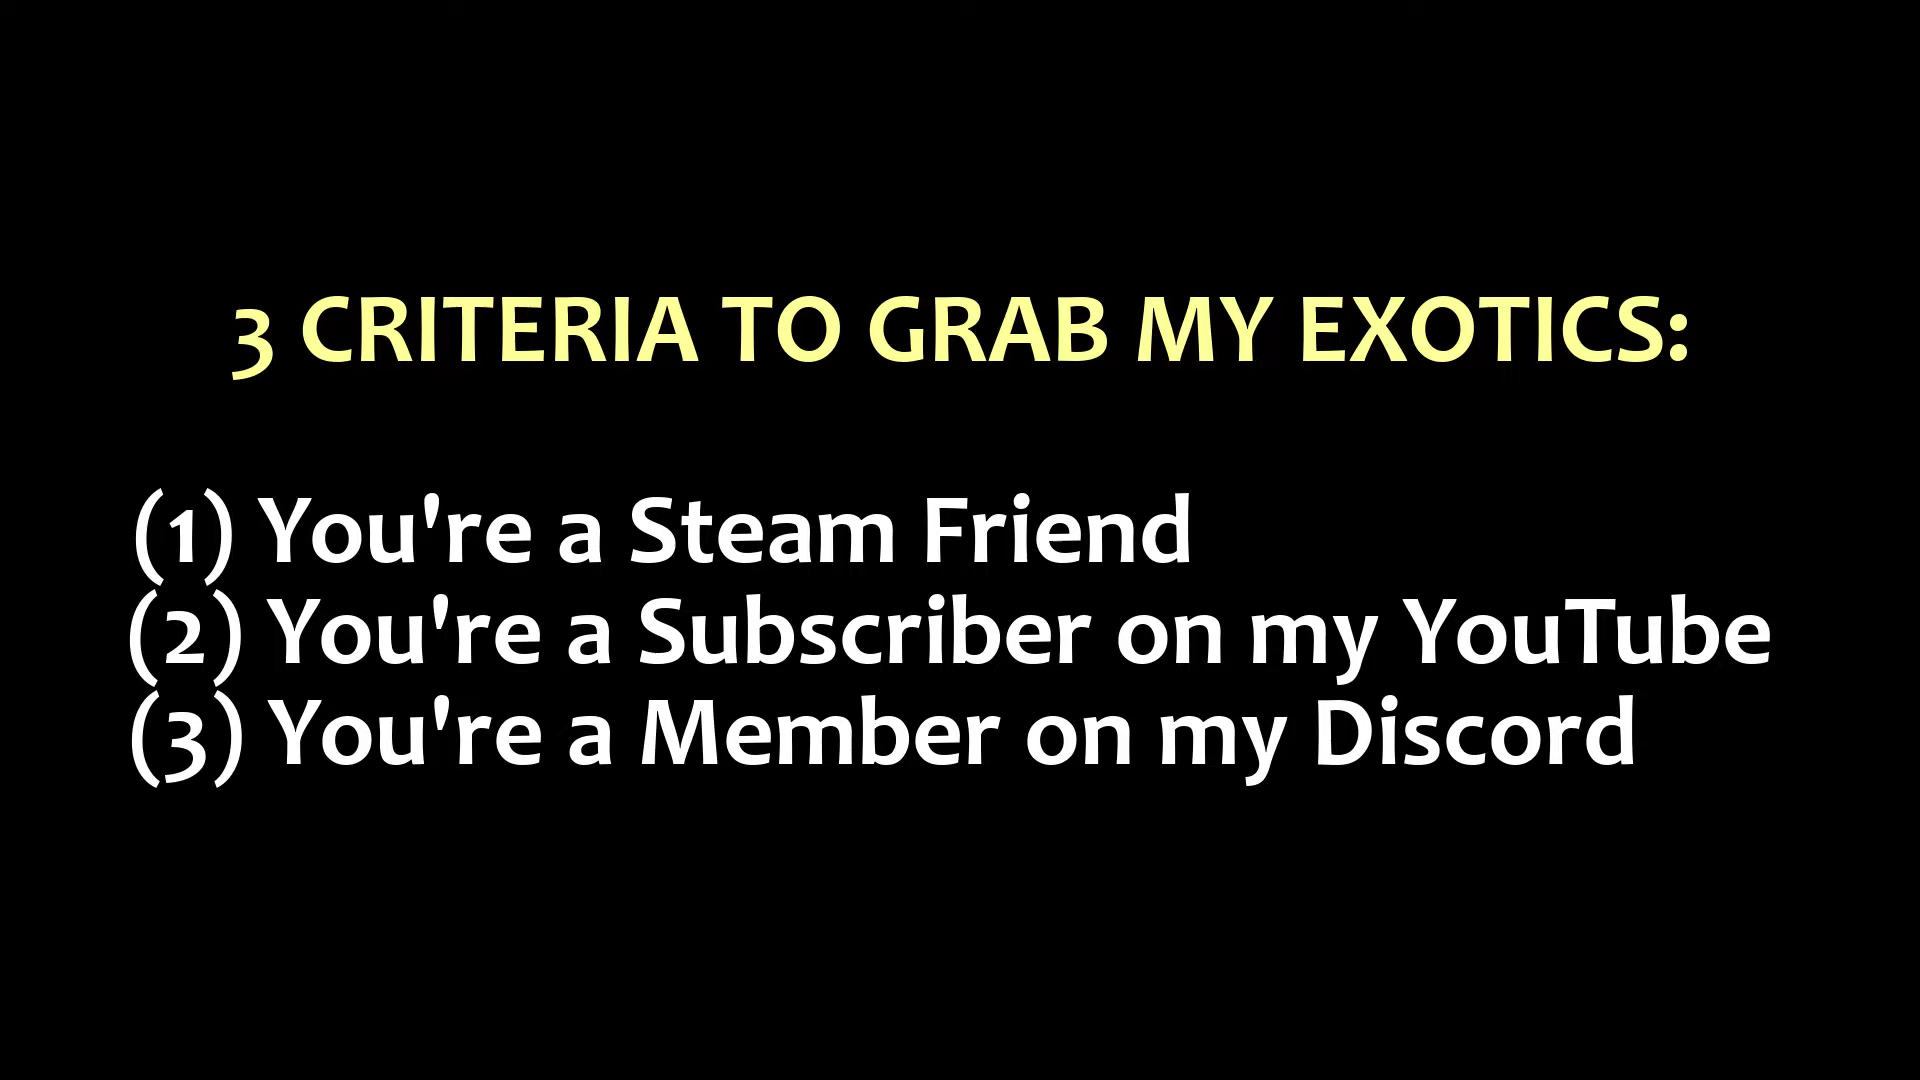 3 CRITERIA TO GRAB MY EXOTICS:
(1) You're a Steam Friend
(2) You're a Subscriber on my YouTube
(3) You're a Member on my Discord